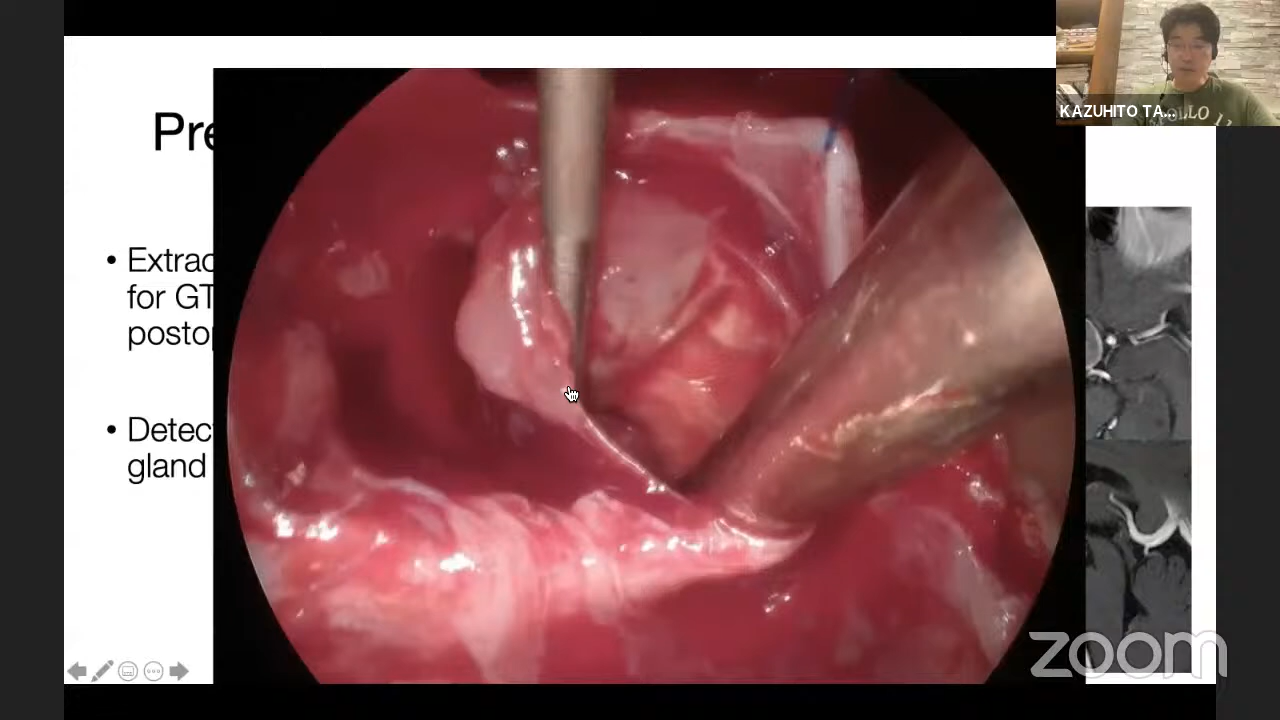 Pre
KAZUHITO TA...
• Extrac
for GT
postop
• Detec
gland
zoom